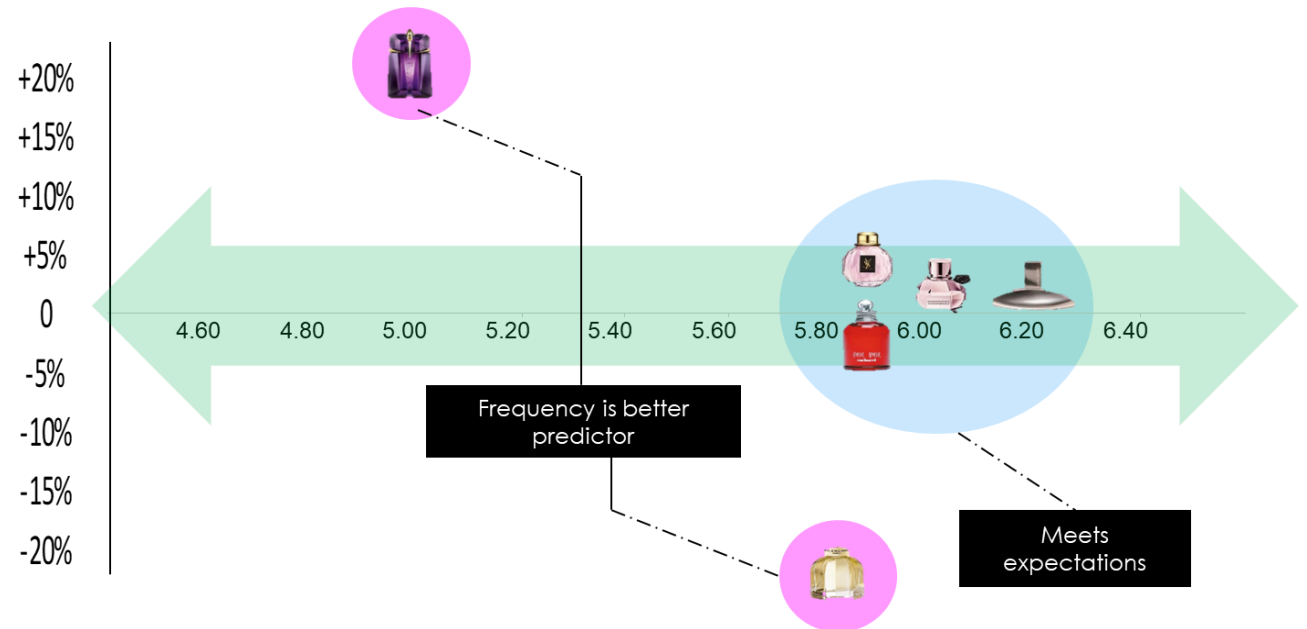 +20%
+15%
+10%
+5%
0
-5%
-10%
-15%
-20%
4.60 4.80 5.00 5.20 5.40 5.60 5.80 6.00 6.20 6.40
Frequency is better
predictor
Meets
expectations